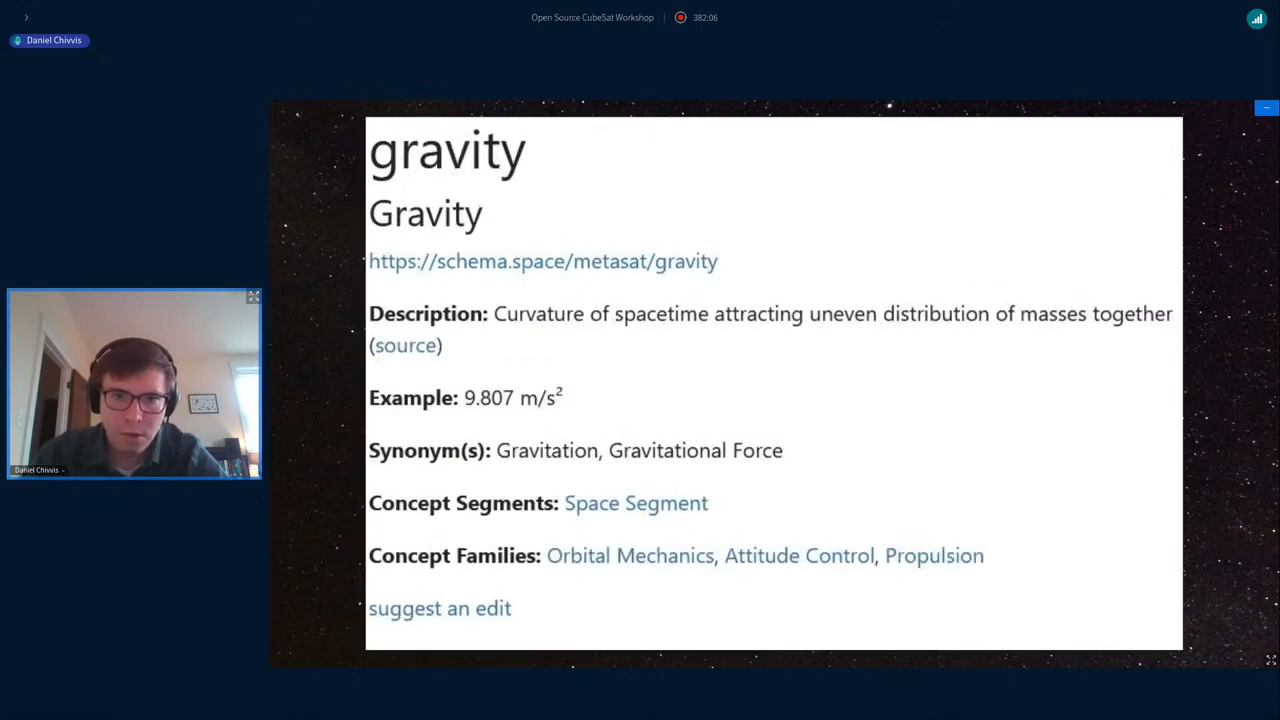 Open Source CubeSat Workshop
382:06
Daniel Chivvis
gravity
Gravity
https://schema.space/metasat/gravity
Description: Curvature of spacetime attracting uneven distribution of masses together
(source)
Example: 9.807 m/s²
Synonym(s): Gravitation, Gravitational Force
Concept Segments: Space Segment
Concept Families: Orbital Mechanics, Attitude Control, Propulsion
suggest an edit
Daniel Chivvis